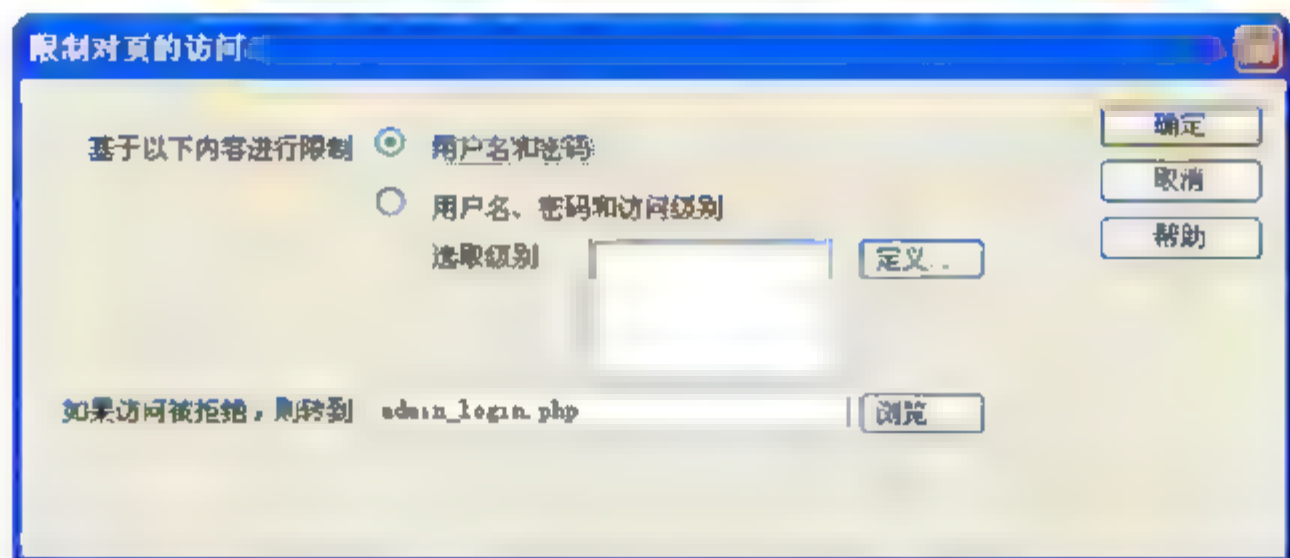 限制对页的访问
基于以下内容进行限制 用户名和密码
用户名、密码和访问级别
选取级别 定义...
如果访问被拒绝，则转到 admin_login.php 浏览
确定
取消
帮助